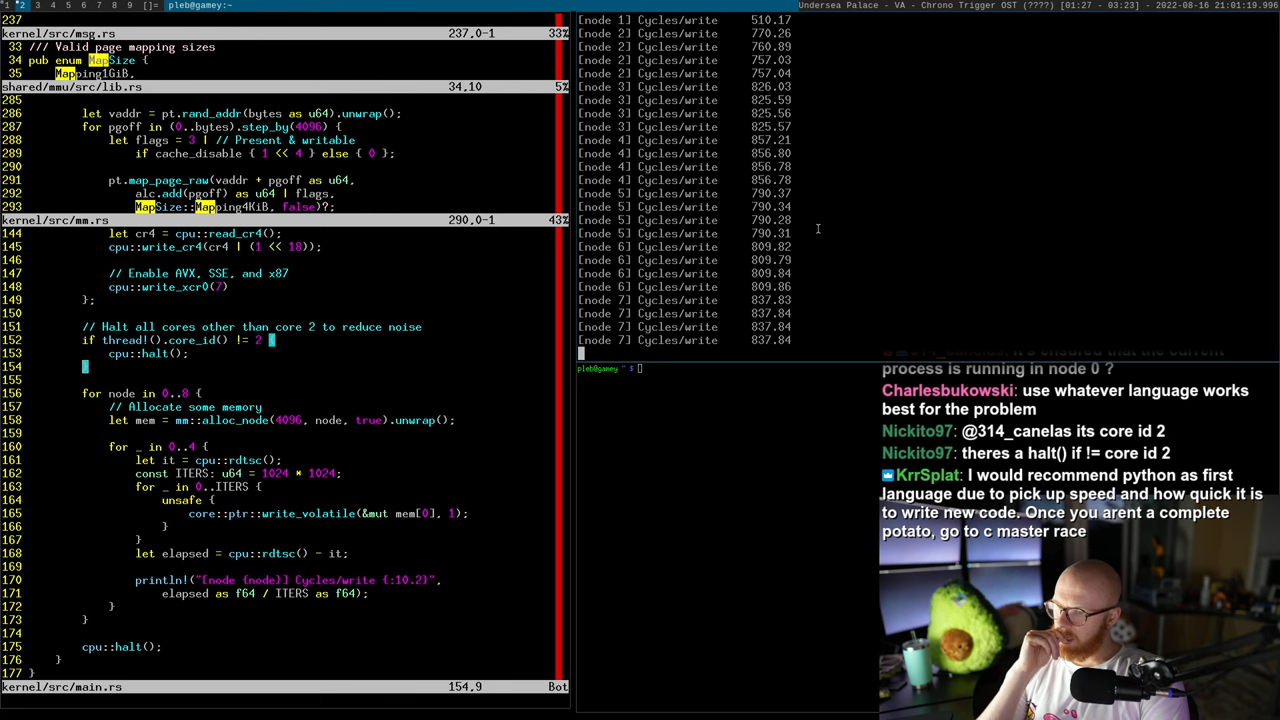 1 *2 3 4 5 6 7 8 9 []= pleb@gamey:~
Undersea Palace - VA - Chrono Trigger OST (????) [01:27 - 03:23] - 2022-08-16 21:01:19.996
237
kernel/src/msg.rs 237,0-1 33%
33 /// Valid page mapping sizes
34 pub enum MapSize {
35 Mapping1GiB,
shared/mmu/src/lib.rs 34,10 5%
285
286 let vaddr = pt.rand_addr(bytes as u64).unwrap();
287 for pgoff in (0..bytes).step_by(4096) {
288 let flags = 3 | // Present & writable
289 if cache_disable { 1 << 4 } else { 0 };
290
291 pt.map_page_raw(vaddr + pgoff as u64,
292 alc.add(pgoff) as u64 | flags,
293 MapSize::Mapping4KiB, false)?;
kernel/src/mm.rs 290,0-1 43%
144 let cr4 = cpu::read_cr4();
145 cpu::write_cr4(cr4 | (1 << 18));
146
147 // Enable AVX, SSE, and x87
148 cpu::write_xcr0(7)
149 };
150
151 // Halt all cores other than core 2 to reduce noise
152 if thread!().core_id() != 2 {
153 cpu::halt();
154 }
155
156 for node in 0..8 {
157 // Allocate some memory
158 let mem = mm::alloc_node(4096, node, true).unwrap();
159
160 for _ in 0..4 {
161 let it = cpu::rdtsc();
162 const ITERS: u64 = 1024 * 1024;
163 for _ in 0..ITERS {
164 unsafe {
165 core::ptr::write_volatile(&mut mem[0], 1);
166 }
167 }
168 let elapsed = cpu::rdtsc() - it;
169
170 println!("[node {node}] Cycles/write {:10.2}",
171 elapsed as f64 / ITERS as f64);
172 }
173 }
174
175 cpu::halt();
176 }
177 }
kernel/src/main.rs 154,9 Bot
[node 1] Cycles/write 510.17
[node 2] Cycles/write 770.26
[node 2] Cycles/write 760.89
[node 2] Cycles/write 757.03
[node 2] Cycles/write 757.04
[node 3] Cycles/write 826.03
[node 3] Cycles/write 825.59
[node 3] Cycles/write 825.56
[node 3] Cycles/write 825.57
[node 4] Cycles/write 857.21
[node 4] Cycles/write 856.80
[node 4] Cycles/write 856.78
[node 4] Cycles/write 856.78
[node 5] Cycles/write 790.37
[node 5] Cycles/write 790.34
[node 5] Cycles/write 790.28
[node 5] Cycles/write 790.31
[node 6] Cycles/write 809.82
[node 6] Cycles/write 809.79
[node 6] Cycles/write 809.84
[node 6] Cycles/write 809.86
[node 7] Cycles/write 837.83
[node 7] Cycles/write 837.84
[node 7] Cycles/write 837.84
[node 7] Cycles/write 837.84
pleb@gamey ~ $
process is running in node 0 ?
Charlesbukowski: use whatever language works
best for the problem
Nickito97: @314_canelas its core id 2
Nickito97: theres a halt() if != core id 2
KrrSplat: I would recommend python as first
language due to pick up speed and how quick it is
to write new code. Once you arent a complete
potato, go to c master race